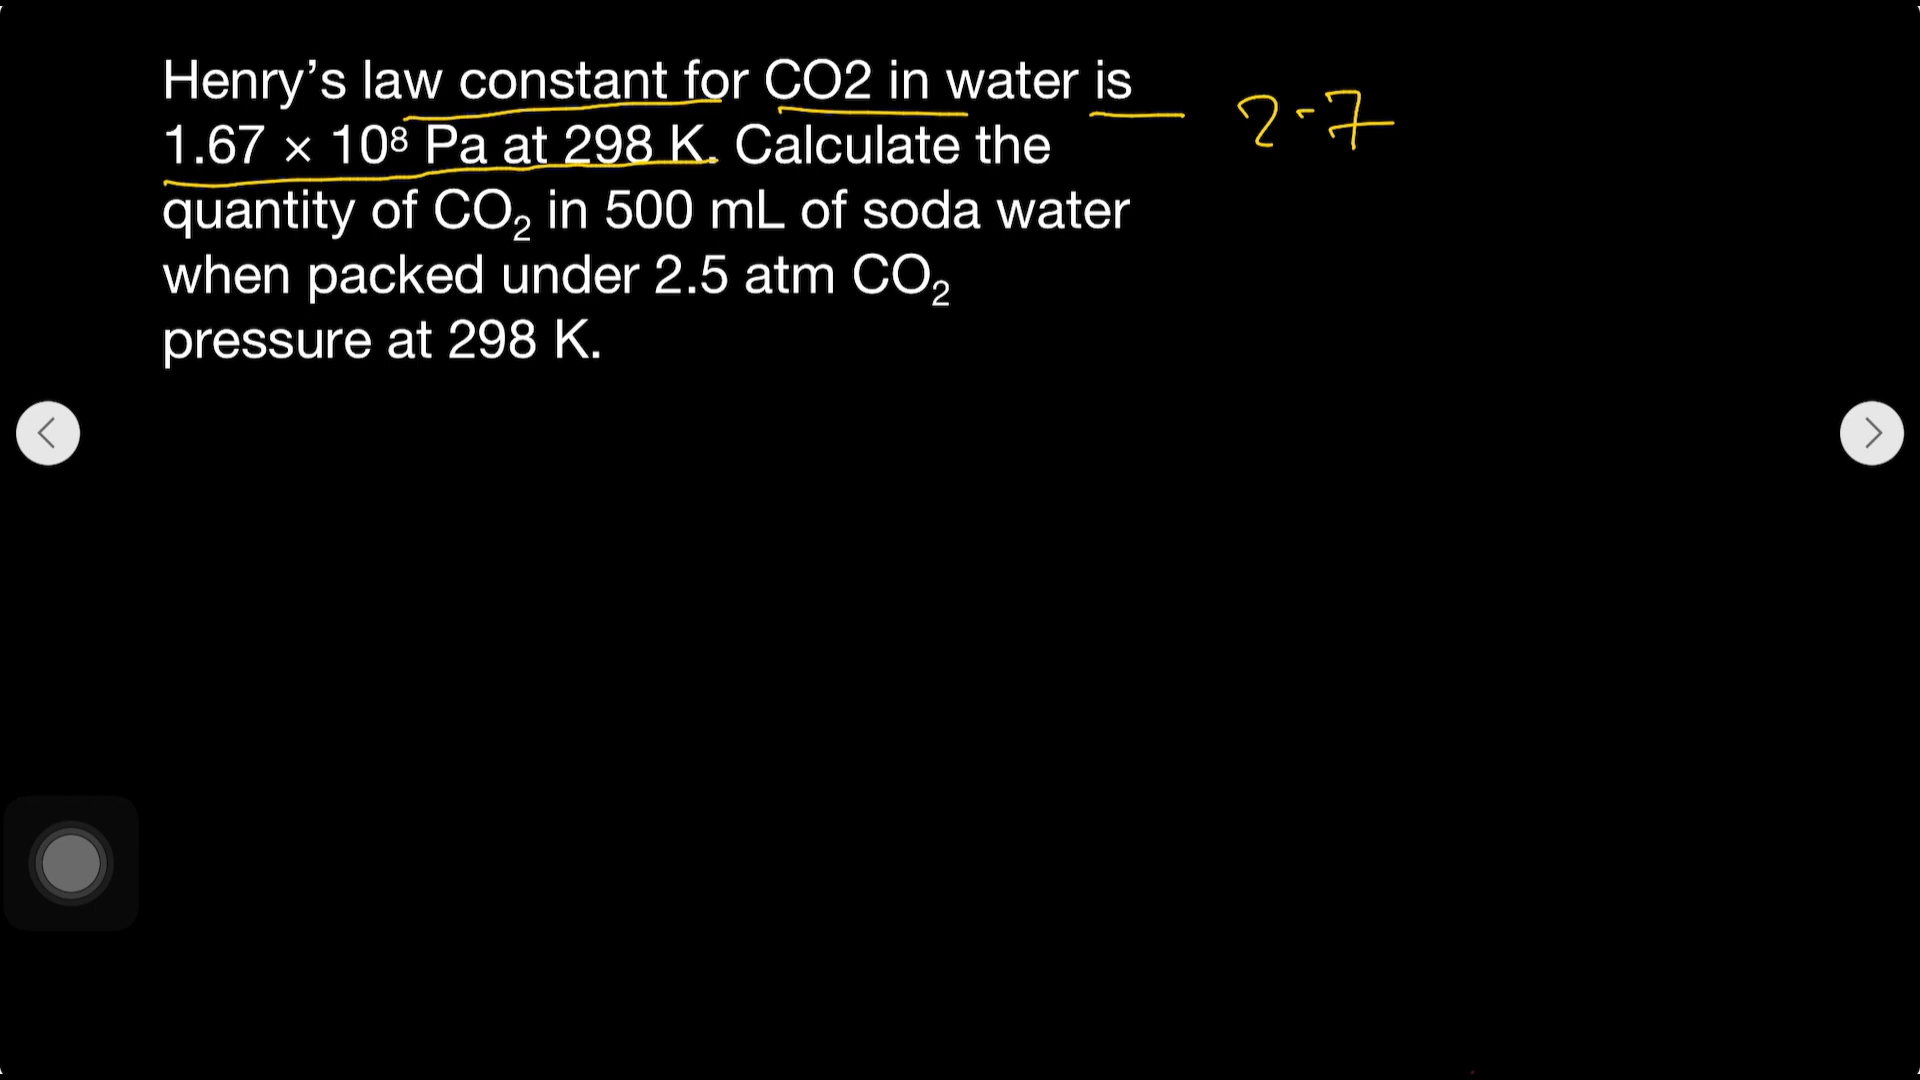 Henry’s law constant for CO2 in water is
1.67 × 10⁸ Pa at 298 K. Calculate the
quantity of CO₂ in 500 mL of soda water
when packed under 2.5 atm CO₂
pressure at 298 K.
2-7